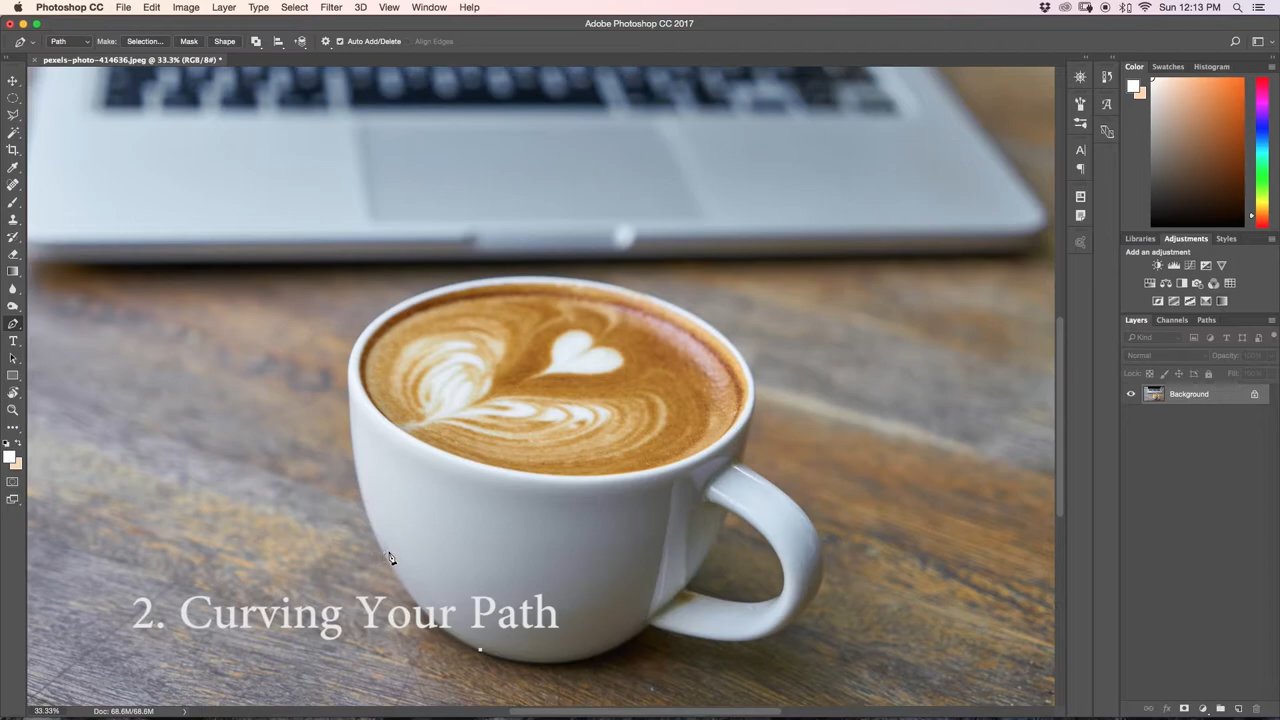 Photoshop CC File Edit Image Layer Type Select Filter 3D View Window Help Sun 12:13 PM
Adobe Photoshop CC 2017
Path Make: Selection... Mask Shape Auto Add/Delete Align Edges
pexels-photo-414636.jpeg @ 33.3% (RGB/8#) *
Color Swatches Histogram
Libraries Adjustments Styles
Add an adjustment
Layers Channels Paths
Kind
Normal Opacity: 100%
Lock: Fill: 100%
Background
2. Curving Your Path
33.33% Doc: 68.6M/68.6M